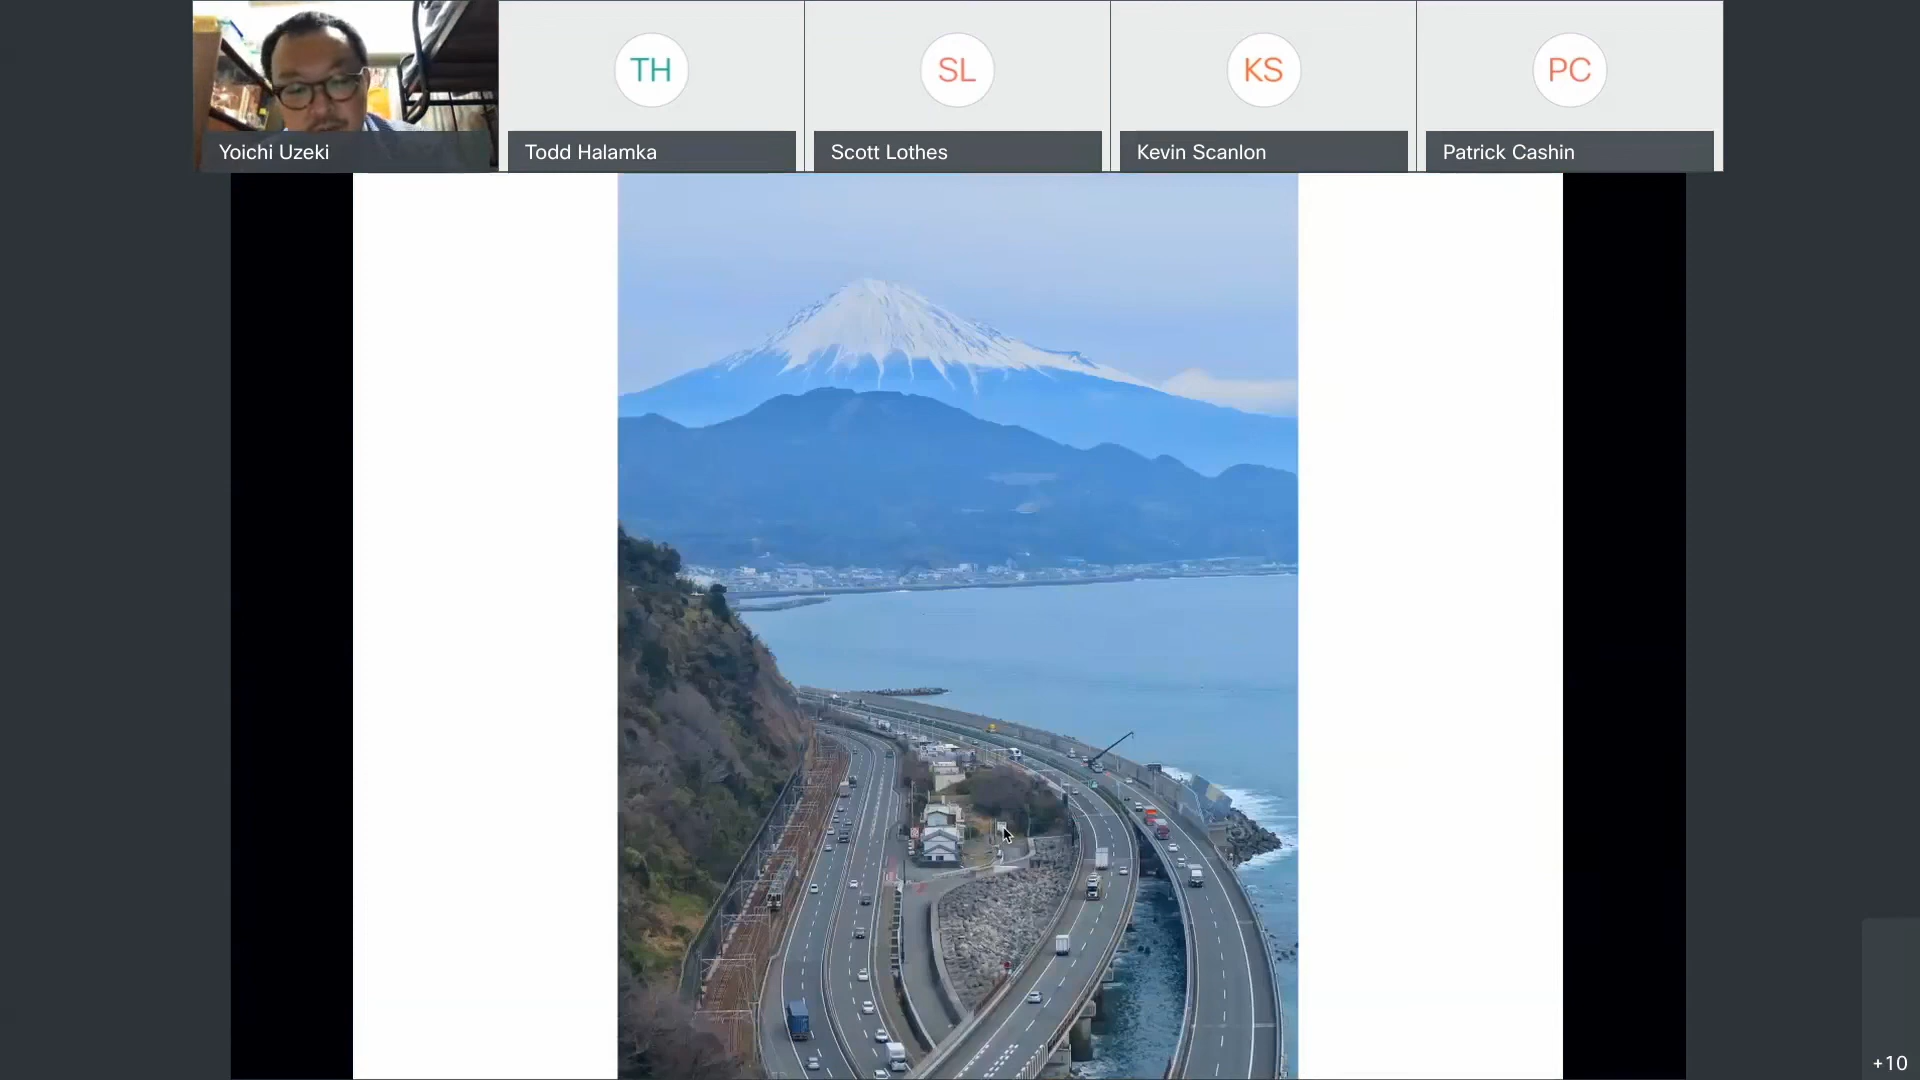 TH
SL
KS
PC
Yoichi Uzeki
Todd Halamka
Scott Lothes
Kevin Scanlon
Patrick Cashin
+10